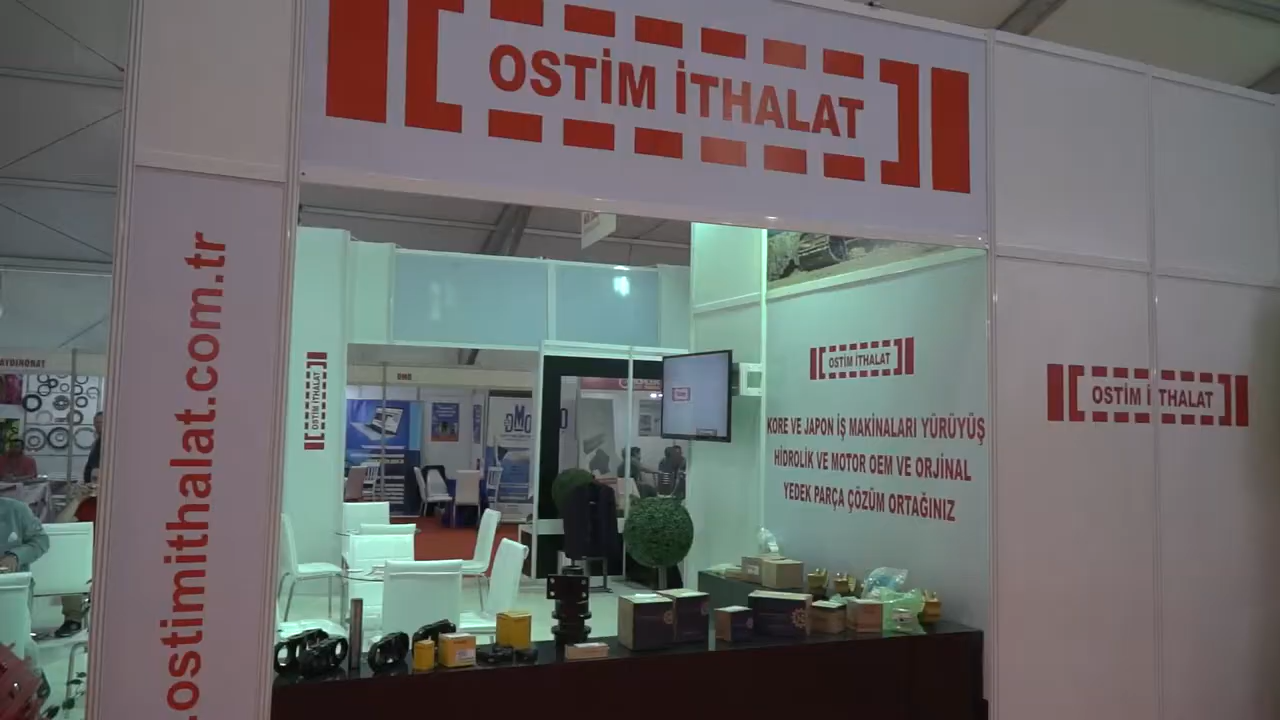 OSTİM İTHALAT
.ostimithalat.com.tr
OSTİM İTHALAT
OSTİM İTHALAT
KORE VE JAPON İŞ MAKİNALARI YÜRÜYÜŞ
HİDROLİK VE MOTOR OEM VE ORJİNAL
YEDEK PARÇA ÇÖZÜM ORTAĞINIZ
OSTİM İTHALAT
AYDINONAT